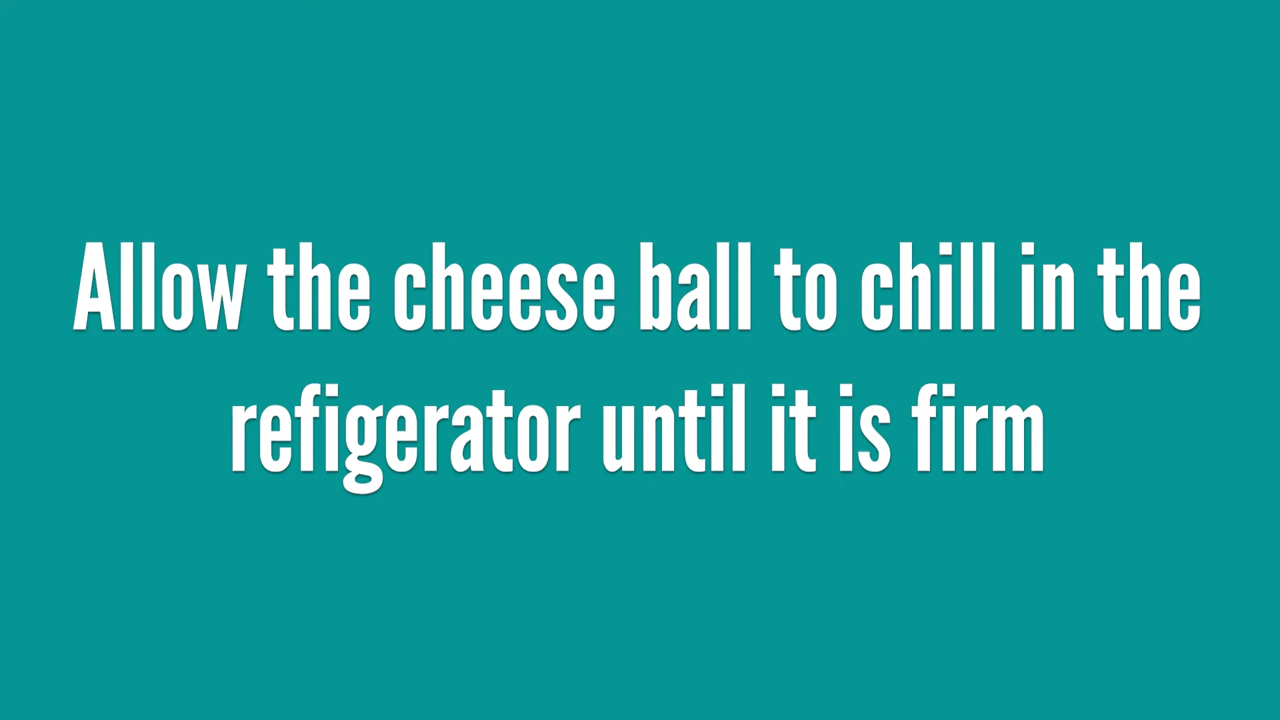 Allow the cheese ball to chill in the
refigerator until it is firm